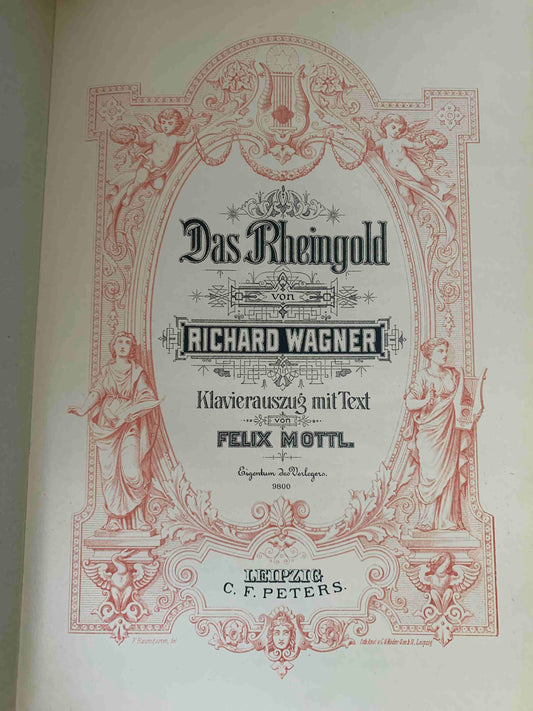 Das Rheingold
von
RICHARD WAGNER
Klavierauszug mit Text
von
FELIX MOTTL.
Eigentum des Verlegers.
9800
LEIPZIG
C. F. PETERS.